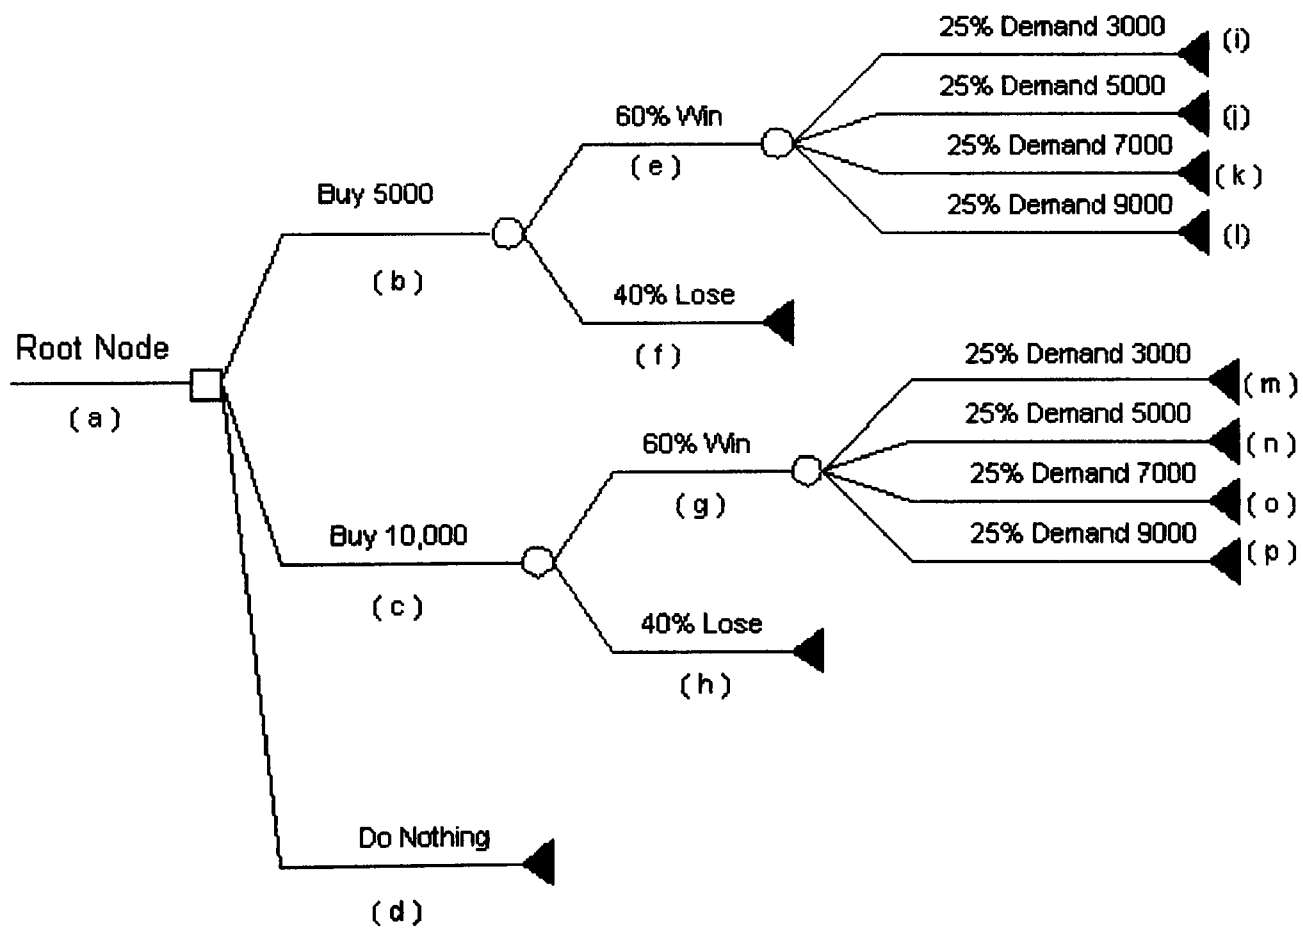 25% Demand 3000
(i)
25% Demand 5000
(j)
60% Win
(e)
25% Demand 7000
(k)
Buy 5000
25% Demand 9000
(l)
(b)
40% Lose
(f)
Root Node
(a)
25% Demand 3000
(m)
25% Demand 5000
(n)
60% Win
(g)
25% Demand 7000
(o)
Buy 10,000
25% Demand 9000
(p)
(c)
40% Lose
(h)
Do Nothing
(d)